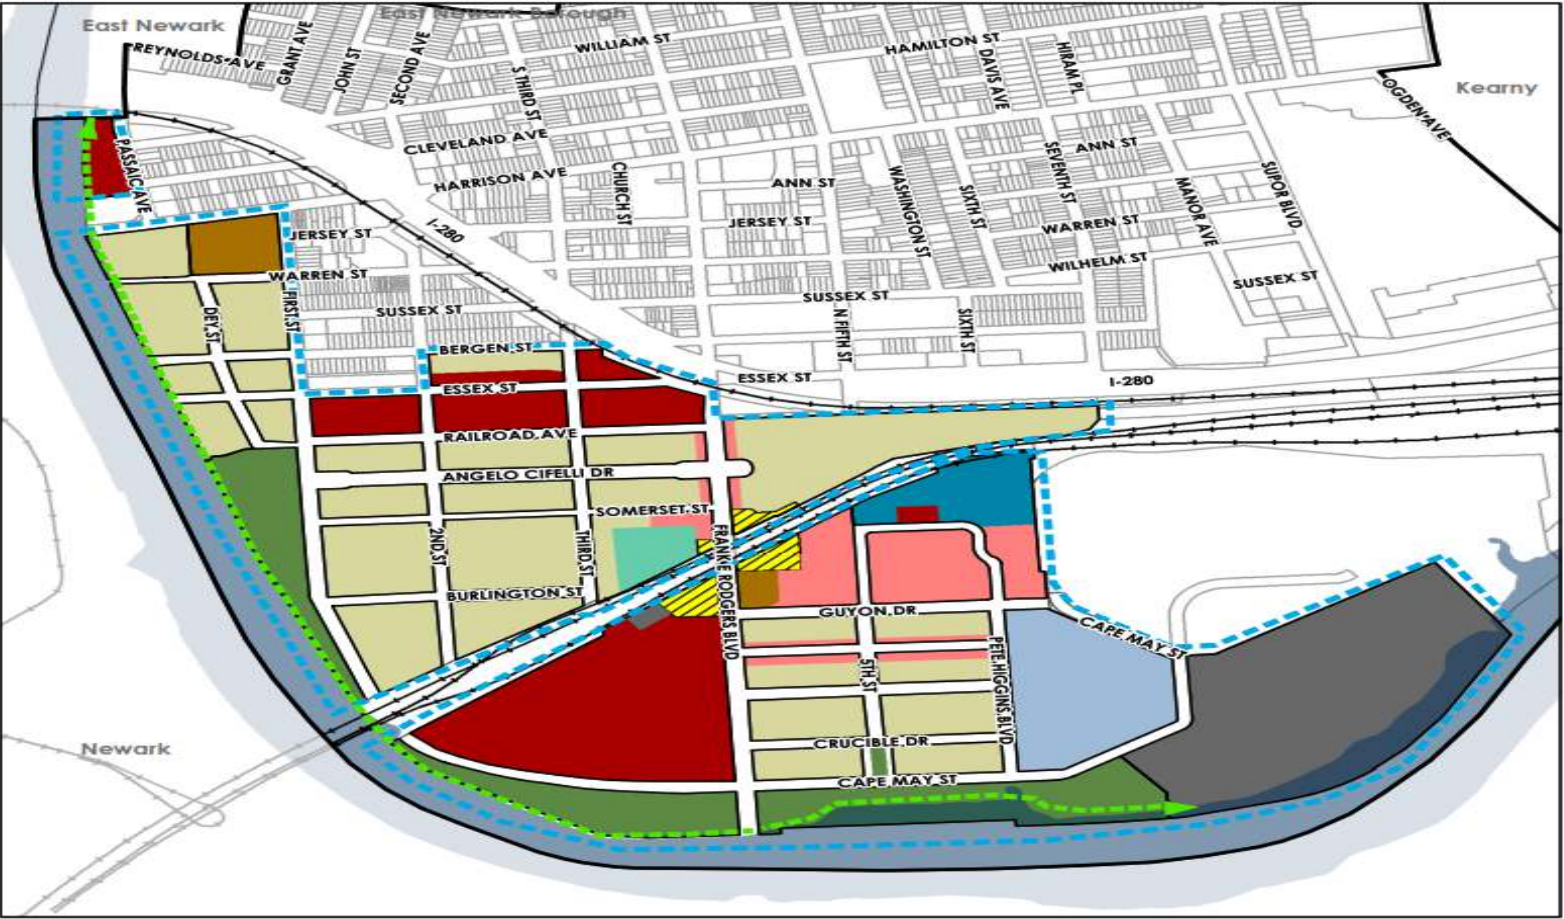 East Newark
East Newark Borough
REYNOLDS AVE
GRANT AVE
JOHN ST
SECOND AVE
WILLIAM ST
HAMILTON ST
DAVIS AVE
HIRAM PL
Kearny
OGDEN AVE
S THIRD ST
CLEVELAND AVE
HARRISON AVE
CHURCH ST
ANN ST
ANN ST
PASSAIC AVE
WASHINGTON ST
SIXTH ST
SEVENTH ST
MANOR AVE
SUPOR BLVD
I-280
JERSEY ST
JERSEY ST
WARREN ST
WARREN ST
WILHELM ST
SUSSEX ST
SUSSEX ST
SUSSEX ST
DEY ST
FIRST ST
N FIFTH ST
SIXTH ST
BERGEN ST
ESSEX ST
ESSEX ST
I-280
RAILROAD AVE
ANGELO CIFELLI DR
SOMERSET ST
2ND ST
THIRD ST
FRANK E RODGERS BLVD
BURLINGTON ST
GUYON DR
CAPE MAY ST
5TH ST
PETE HIGGINS BLVD
CRUCIBLE DR
CAPE MAY ST
Newark